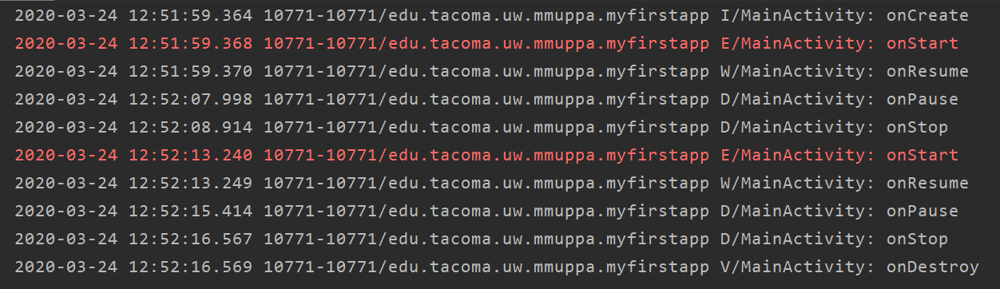 2020-03-24 12:51:59.364 10771-10771/edu.tacoma.uw.mmuppa.myfirstapp I/MainActivity: onCreate
2020-03-24 12:51:59.368 10771-10771/edu.tacoma.uw.mmuppa.myfirstapp E/MainActivity: onStart
2020-03-24 12:51:59.370 10771-10771/edu.tacoma.uw.mmuppa.myfirstapp W/MainActivity: onResume
2020-03-24 12:52:07.998 10771-10771/edu.tacoma.uw.mmuppa.myfirstapp D/MainActivity: onPause
2020-03-24 12:52:08.914 10771-10771/edu.tacoma.uw.mmuppa.myfirstapp D/MainActivity: onStop
2020-03-24 12:52:13.240 10771-10771/edu.tacoma.uw.mmuppa.myfirstapp E/MainActivity: onStart
2020-03-24 12:52:13.249 10771-10771/edu.tacoma.uw.mmuppa.myfirstapp W/MainActivity: onResume
2020-03-24 12:52:15.414 10771-10771/edu.tacoma.uw.mmuppa.myfirstapp D/MainActivity: onPause
2020-03-24 12:52:16.567 10771-10771/edu.tacoma.uw.mmuppa.myfirstapp D/MainActivity: onStop
2020-03-24 12:52:16.569 10771-10771/edu.tacoma.uw.mmuppa.myfirstapp V/MainActivity: onDestroy